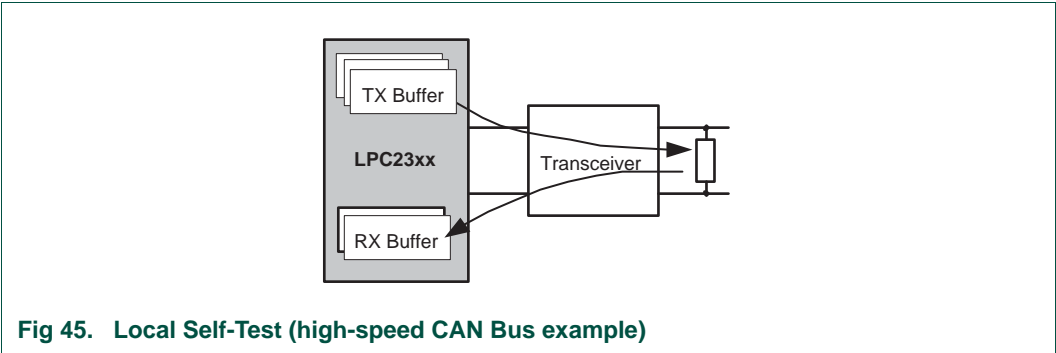 TX Buffer
LPC23xx
Transceiver
RX Buffer
Fig 45. Local Self-Test (high-speed CAN Bus example)